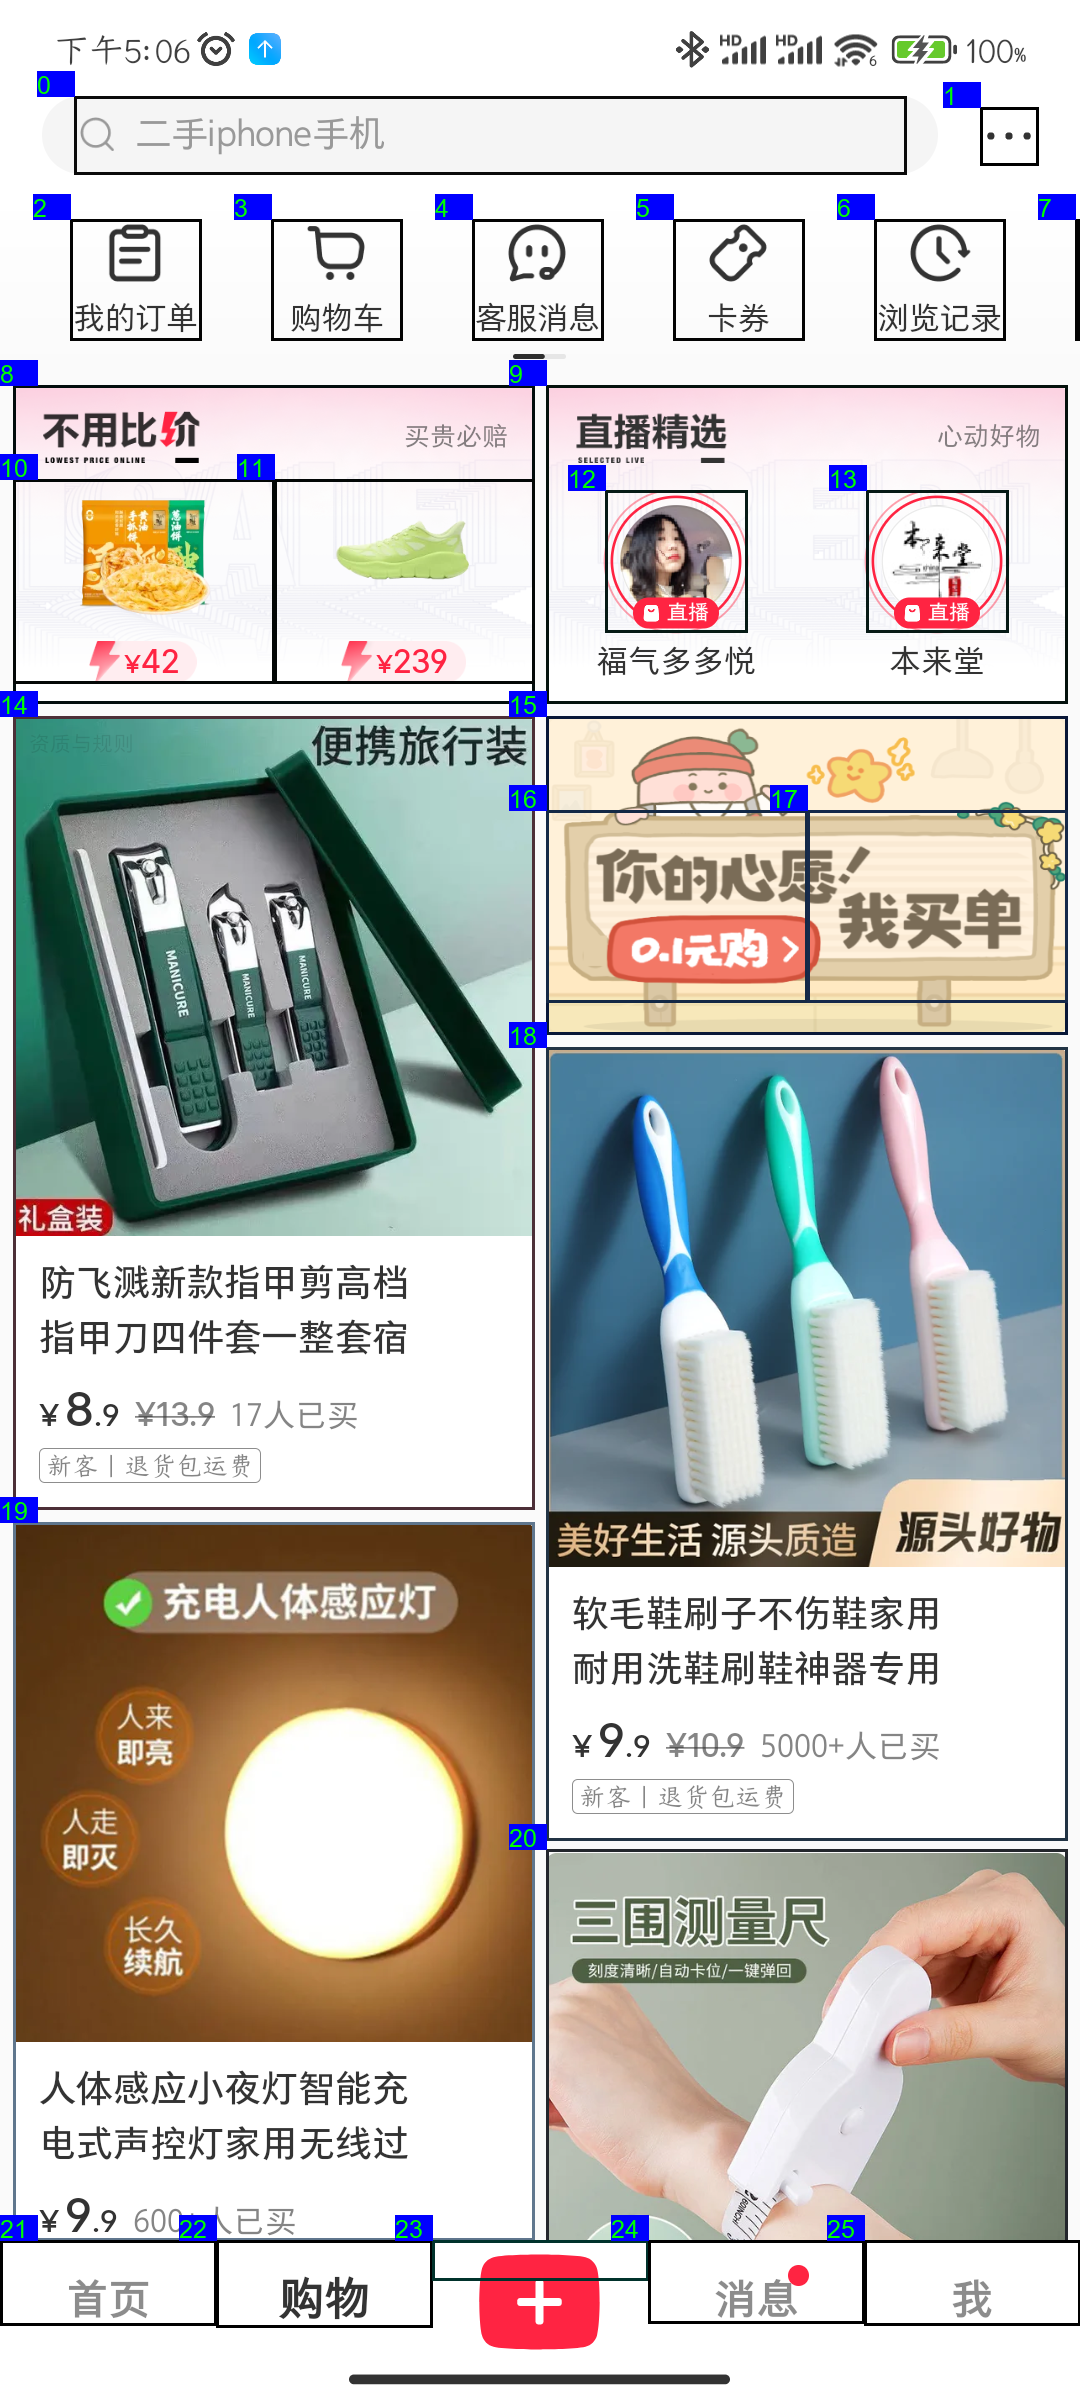 下午5:06
HD
HD
6
100%
0
1
二手iphone手机
2
3
4
5
6
7
我的订单
购物车
客服消息
卡券
浏览记录
8
9
不用比价
买贵必赔
LOWEST PRICE ONLINE
直播精选
心动好物
SELECTED LIVE
10
11
12
13
直播
直播
¥42
¥239
福气多多悦
本来堂
14
15
资质与规则
便携旅行装
16
17
你的心愿!
我买单
0.1元购
MANICURE
MANICURE
MANICURE
18
礼盒装
防飞溅新款指甲剪高档
指甲刀四件套一整套宿
¥8.9 ¥13.9 17人已买
新客 | 退货包运费
美好生活 源头质造
源头好物
软毛鞋刷子不伤鞋家用
耐用洗鞋刷鞋神器专用
¥9.9 ¥10.9 5000+人已买
新客 | 退货包运费
19
充电人体感应灯
人来
即亮
人走
即灭
长久
续航
20
三围测量尺
刻度清晰/自动卡位/一键弹回
人体感应小夜灯智能充
电式声控灯家用无线过
¥9.9 600+人已买
21
22
23
24
25
首页
购物
消息
我